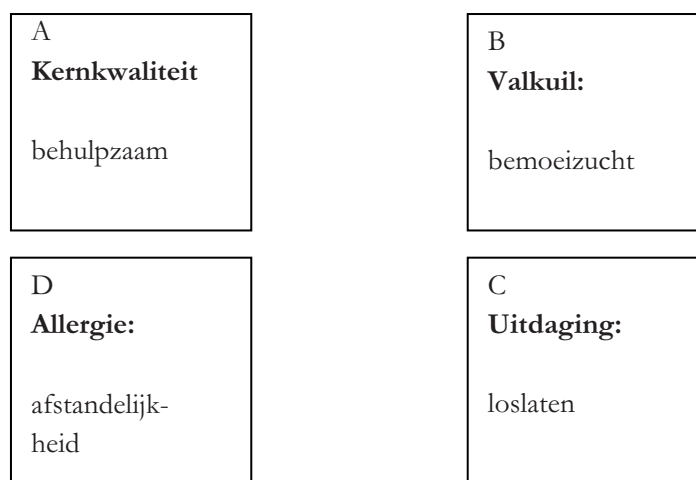 A
Kernkwaliteit
behulpzaam
B
Valkuil:
bemoeizucht
D
Allergie:
afstandelijk-
heid
C
Uitdaging:
loslaten